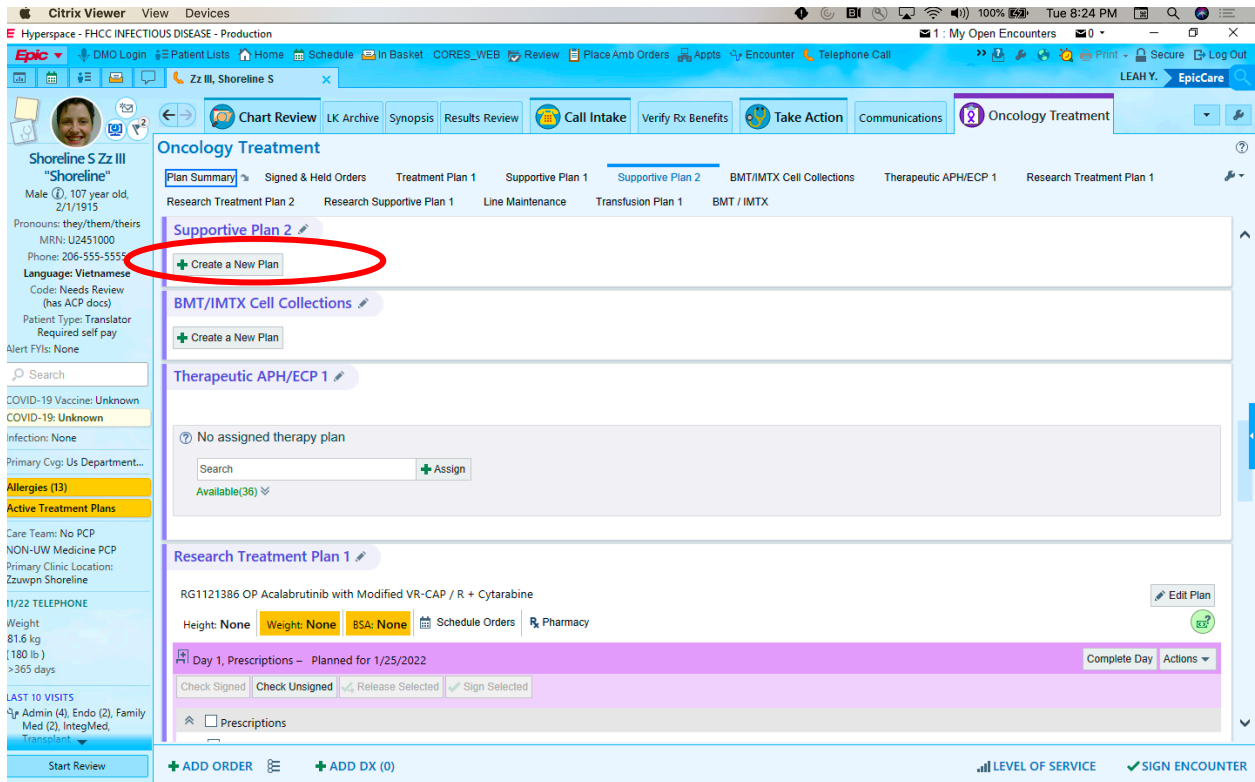 Citrix Viewer View Devices 100% Tue 8:24 PM
Hyperspace - FHCC INFECTIOUS DISEASE - Production 1 : My Open Encounters 0
Epic DMO Login Patient Lists Home Schedule In Basket CORES_WEB Review Place Amb Orders Appts Encounter Telephone Call Print Secure Log Out
Zz III, Shoreline S × LEAH Y. EpicCare
Chart Review LK Archive Synopsis Results Review Call Intake Verify Rx Benefits Take Action Communications Oncology Treatment
2
Shoreline S Zz III
"Shoreline"
Male, 107 year old,
2/1/1915
Pronouns: they/them/theirs
MRN: U2451000
Phone: 206-555-5555
Language: Vietnamese
Code: Needs Review
(has ACP docs)
Patient Type: Translator
Required self pay
Alert FYIs: None
Search
COVID-19 Vaccine: Unknown
COVID-19: Unknown
Infection: None
Primary Cvg: Us Department...
Allergies (13)
Active Treatment Plans
Care Team: No PCP
NON-UW Medicine PCP
Primary Clinic Location:
Zzuwpn Shoreline
11/22 TELEPHONE
Weight
81.6 kg
(180 lb )
>365 days
LAST 10 VISITS
Admin (4), Endo (2), Family
Med (2), IntegMed,
Transplant
Start Review
Oncology Treatment
Plan Summary Signed & Held Orders Treatment Plan 1 Supportive Plan 1 Supportive Plan 2 BMT/IMTX Cell Collections Therapeutic APH/ECP 1 Research Treatment Plan 1
Research Treatment Plan 2 Research Supportive Plan 1 Line Maintenance Transfusion Plan 1 BMT / IMTX
Supportive Plan 2
Create a New Plan
BMT/IMTX Cell Collections
Create a New Plan
Therapeutic APH/ECP 1
No assigned therapy plan
Search Assign
Available(36)
Research Treatment Plan 1
RG1121386 OP Acalabrutinib with Modified VR-CAP / R + Cytarabine
Edit Plan
Height: None Weight: None BSA: None Schedule Orders Pharmacy
Day 1, Prescriptions – Planned for 1/25/2022 Complete Day Actions
Check Signed Check Unsigned Release Selected Sign Selected
Prescriptions
ADD ORDER ADD DX (0) LEVEL OF SERVICE SIGN ENCOUNTER